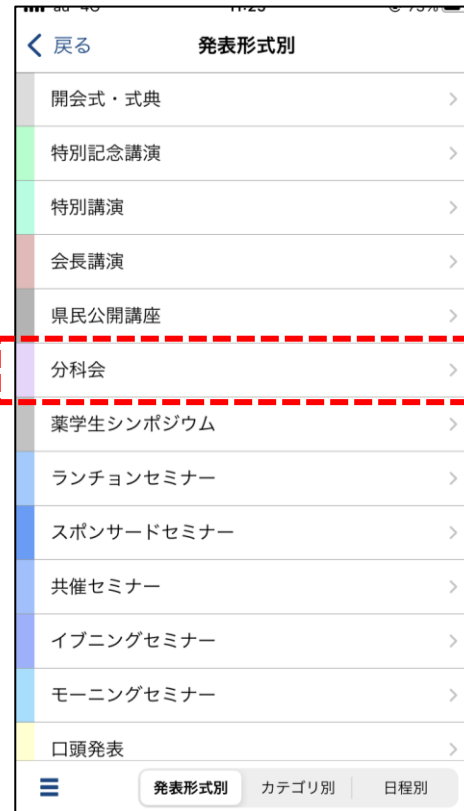 戻る 発表形式別
開会式・式典
特別記念講演
特別講演
会長講演
県民公開講座
分科会
薬学生シンポジウム
ランチョンセミナー
スポンサードセミナー
共催セミナー
イブニングセミナー
モーニングセミナー
口頭発表
発表形式別 カテゴリ別 日程別